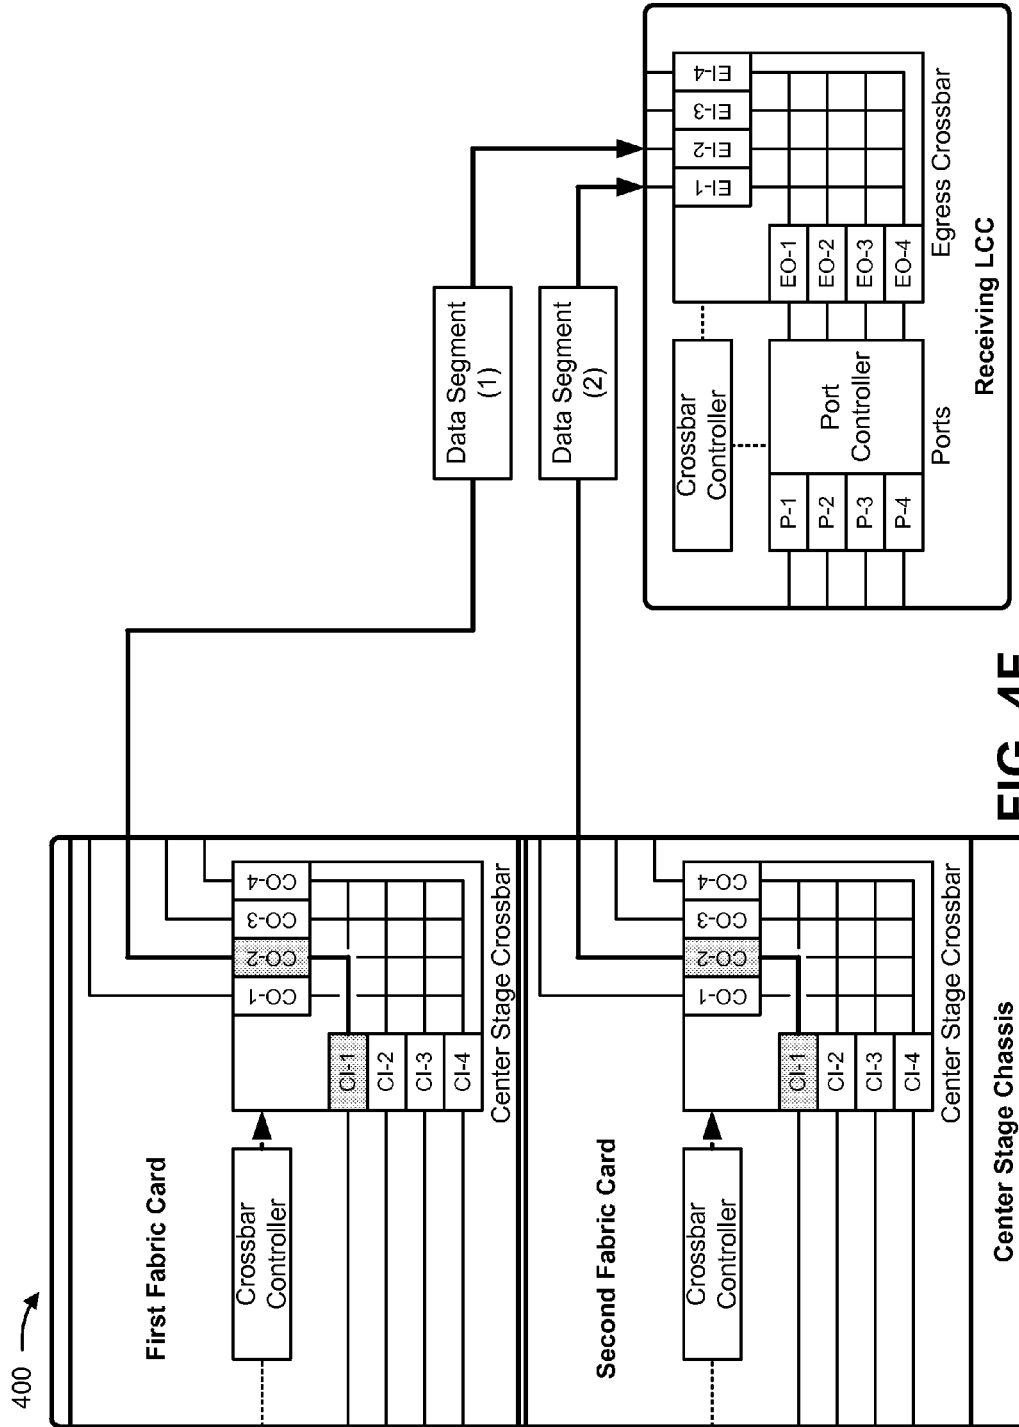 400
First Fabric Card
Crossbar
Controller
CI-1
CI-2
CI-3
CI-4
CO-1
CO-2
CO-3
CO-4
Center Stage Crossbar
Second Fabric Card
Crossbar
Controller
CI-1
CI-2
CI-3
CI-4
CO-1
CO-2
CO-3
CO-4
Center Stage Crossbar
Center Stage Chassis
Data Segment
(1)
Data Segment
(2)
Crossbar
Controller
P-1
P-2
P-3
P-4
Port
Controller
Ports
EO-1
EO-2
EO-3
EO-4
EI-1
EI-2
EI-3
EI-4
Egress Crossbar
Receiving LCC
FIG.